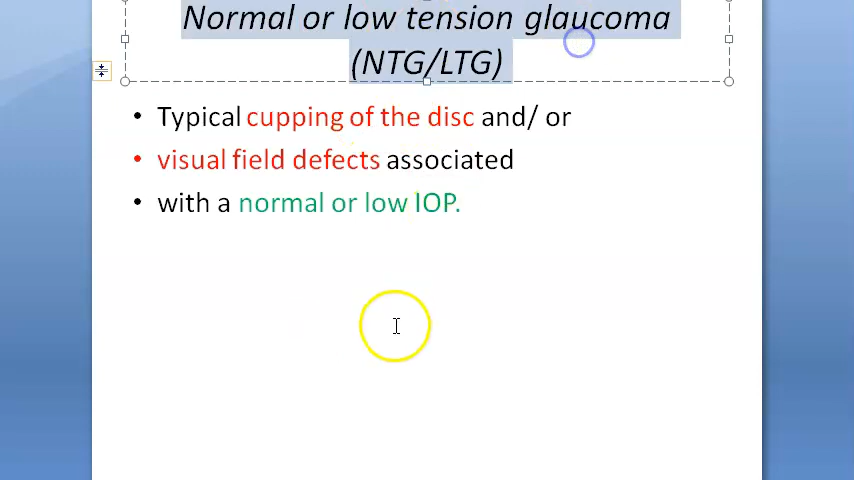 Normal or low tension glaucoma
(NTG/LTG)
• Typical cupping of the disc and/ or
• visual field defects associated
• with a normal or low IOP.